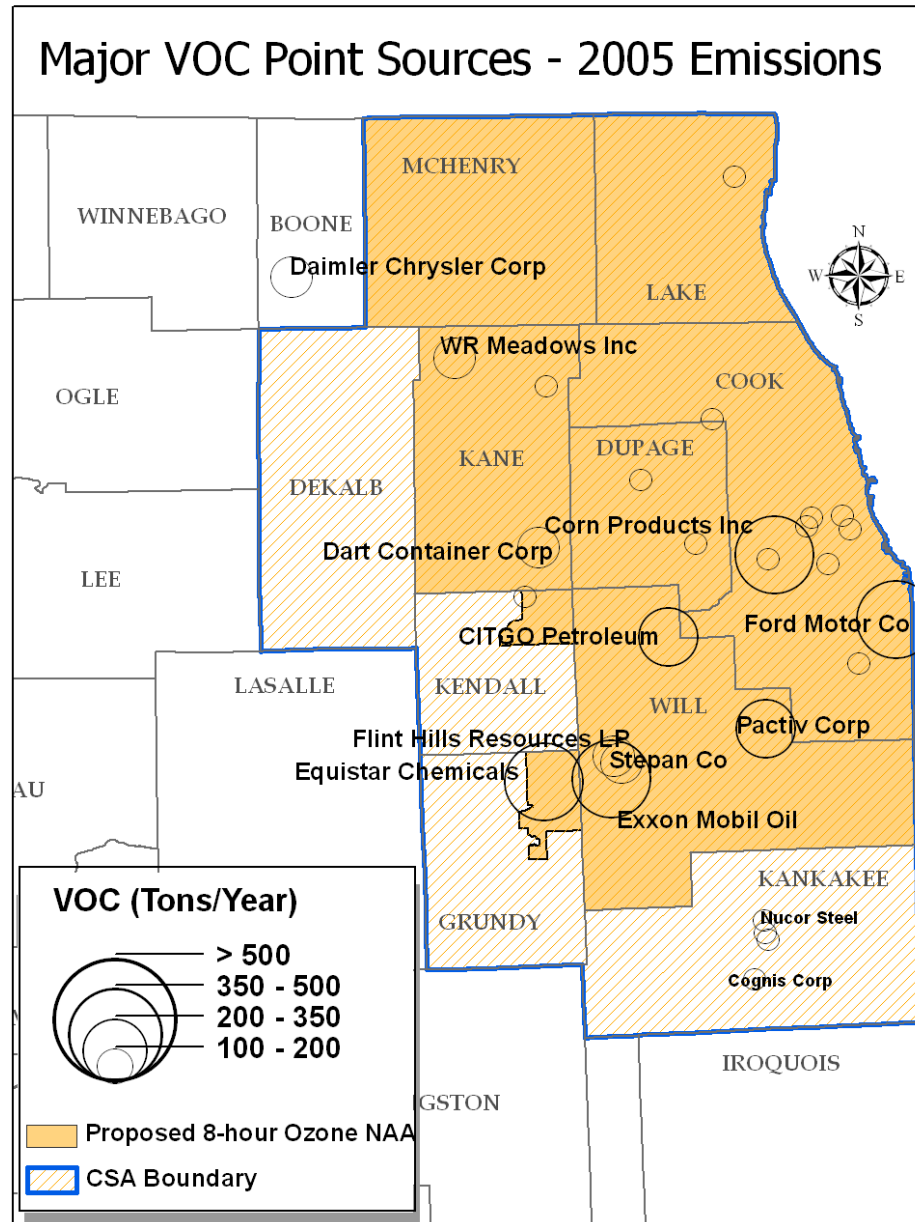 Major VOC Point Sources - 2005 Emissions
MCHENRY
WINNEBAGO
BOONE
N
W E
S
Daimler Chrysler Corp
LAKE
WR Meadows Inc
COOK
OGLE
KANE
DUPAGE
DEKALB
Corn Products Inc
Dart Container Corp
LEE
Ford Motor Co
CITGO Petroleum
LASALLE
KENDALL
WILL
Pactiv Corp
Flint Hills Resources LP
Stepan Co
Equistar Chemicals
AU
Exxon Mobil Oil
KANKAKEE
Nucor Steel
GRUNDY
Cognis Corp
IROQUOIS
GSTON
VOC (Tons/Year)
> 500
350 - 500
200 - 350
100 - 200
Proposed 8-hour Ozone NAA
CSA Boundary